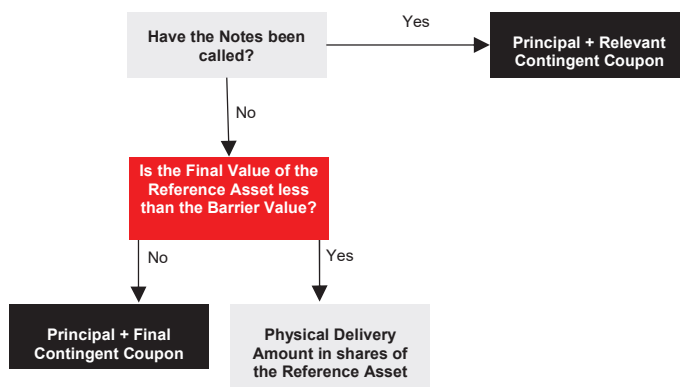 Have the Notes been
called?
Yes
Principal + Relevant
Contingent Coupon
No
Is the Final Value of the
Reference Asset less
than the Barrier Value?
No
Yes
Principal + Final
Contingent Coupon
Physical Delivery
Amount in shares of
the Reference Asset